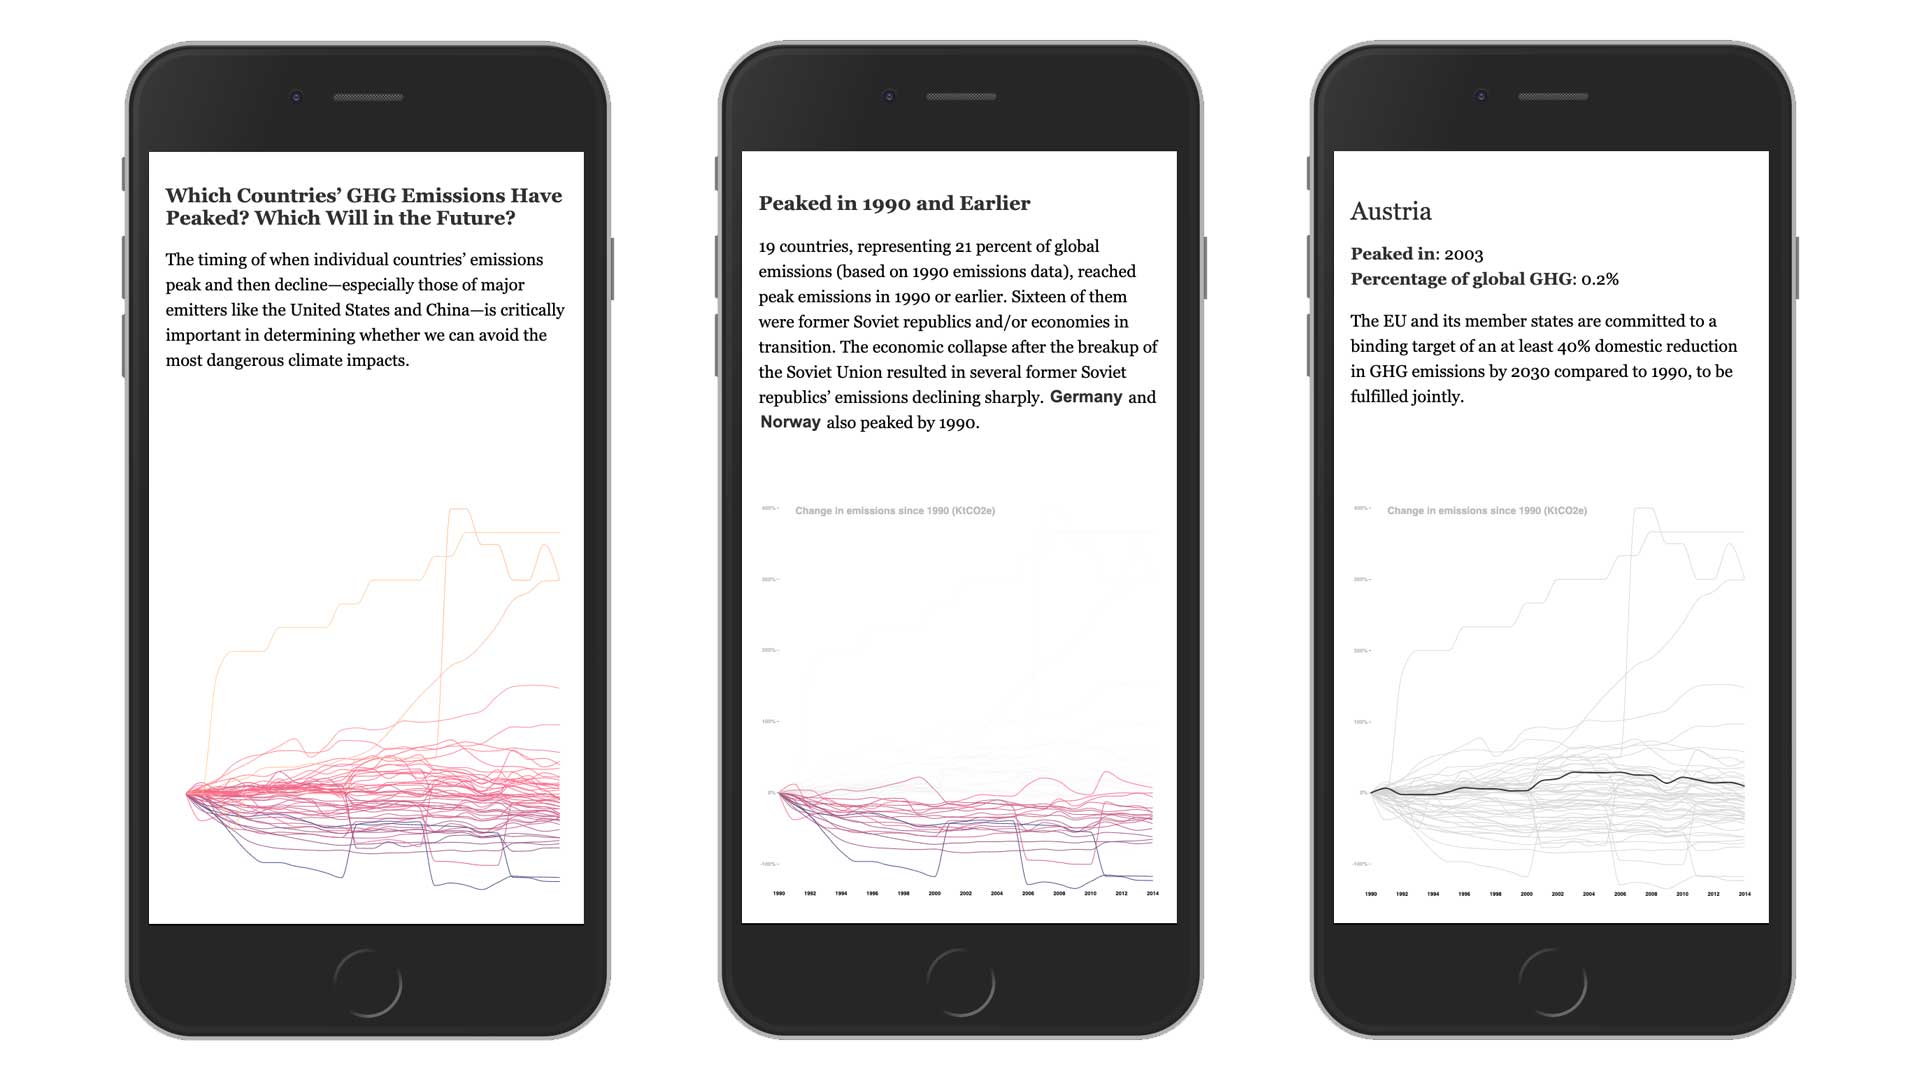 Which Countries’ GHG Emissions Have
Peaked? Which Will in the Future?
The timing of when individual countries’ emissions
peak and then decline—especially those of major
emitters like the United States and China—is critically
important in determining whether we can avoid the
most dangerous climate impacts.
Peaked in 1990 and Earlier
19 countries, representing 21 percent of global
emissions (based on 1990 emissions data), reached
peak emissions in 1990 or earlier. Sixteen of them
were former Soviet republics and/or economies in
transition. The economic collapse after the breakup of
the Soviet Union resulted in several former Soviet
republics’ emissions declining sharply. Germany and
Norway also peaked by 1990.
400%
Change in emissions since 1990 (KtCO2e)
300%
200%
100%
0%
-100%
1990 1992 1994 1996 1998 2000 2002 2004 2006 2008 2010 2012 2014
Austria
Peaked in: 2003
Percentage of global GHG: 0.2%
The EU and its member states are committed to a
binding target of an at least 40% domestic reduction
in GHG emissions by 2030 compared to 1990, to be
fulfilled jointly.
400%
Change in emissions since 1990 (KtCO2e)
300%
200%
100%
0%
-100%
1990 1992 1994 1996 1998 2000 2002 2004 2006 2008 2010 2012 2014